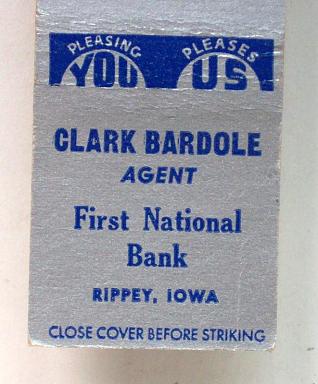 PLEASING PLEASES
YOU US
CLARK BARDOLE
AGENT
First National
Bank
RIPPEY, IOWA
CLOSE COVER BEFORE STRIKING